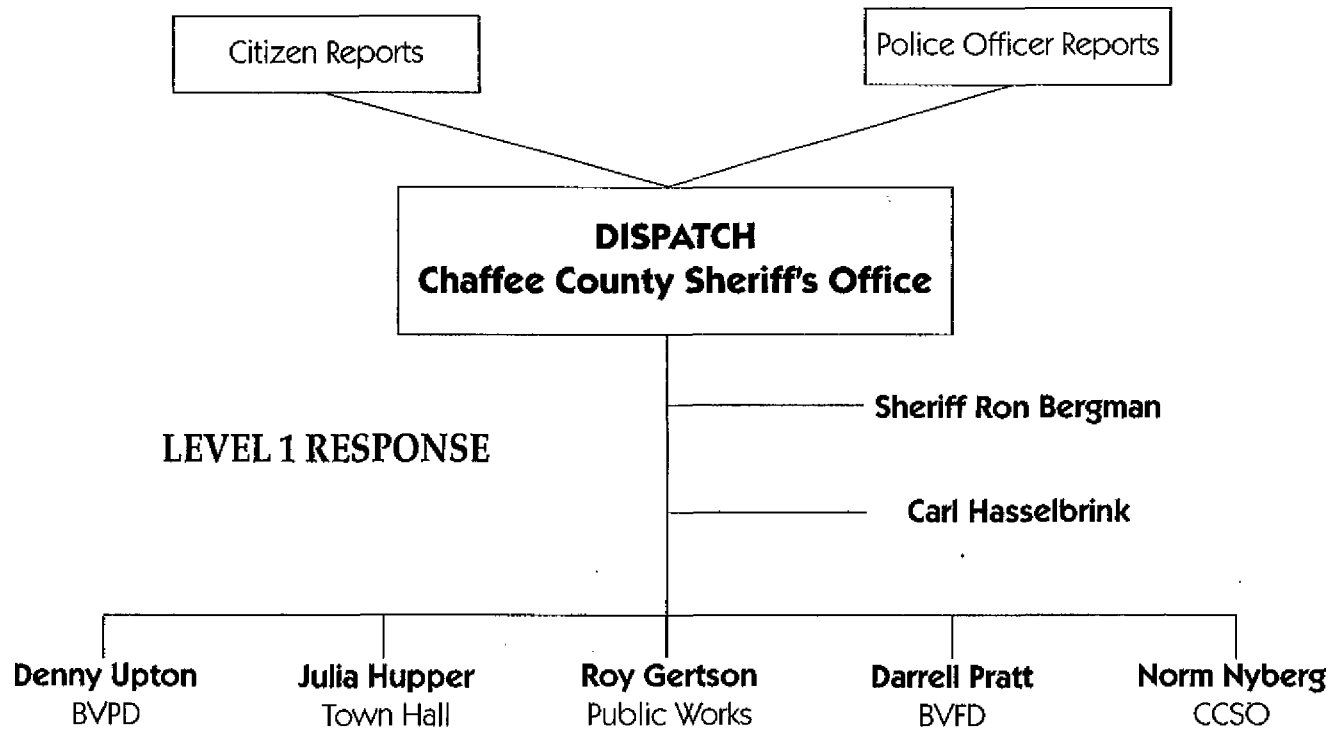 Citizen Reports
Police Officer Reports
DISPATCH
Chaffee County Sheriff's Office
Sheriff Ron Bergman
LEVEL 1 RESPONSE
Carl Hasselbrink
Denny Upton
BVPD
Julia Hupper
Town Hall
Roy Gertson
Public Works
Darrell Pratt
BVFD
Norm Nyberg
CCSO